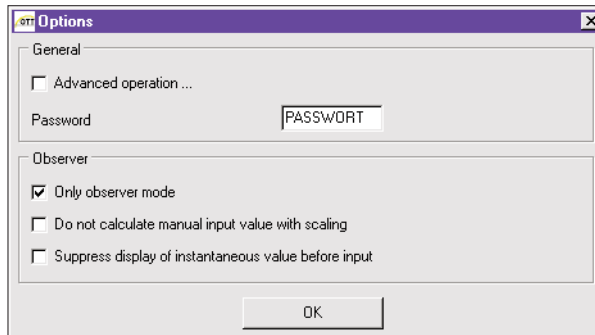 OTT Options
General
Advanced operation ...
Password PASSWORT
Observer
Only observer mode
Do not calculate manual input value with scaling
Suppress display of instantaneous value before input
OK